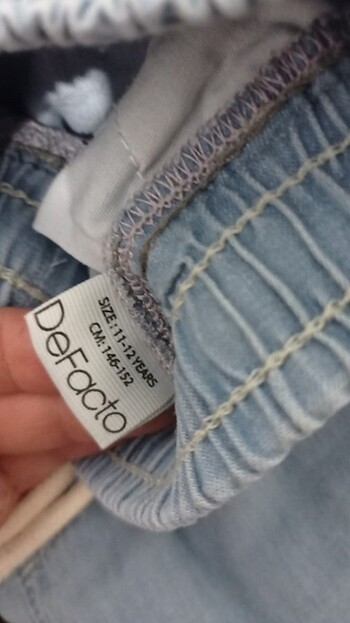 SIZE: 11-12 YEARS
CM: 146-152
DeFacto